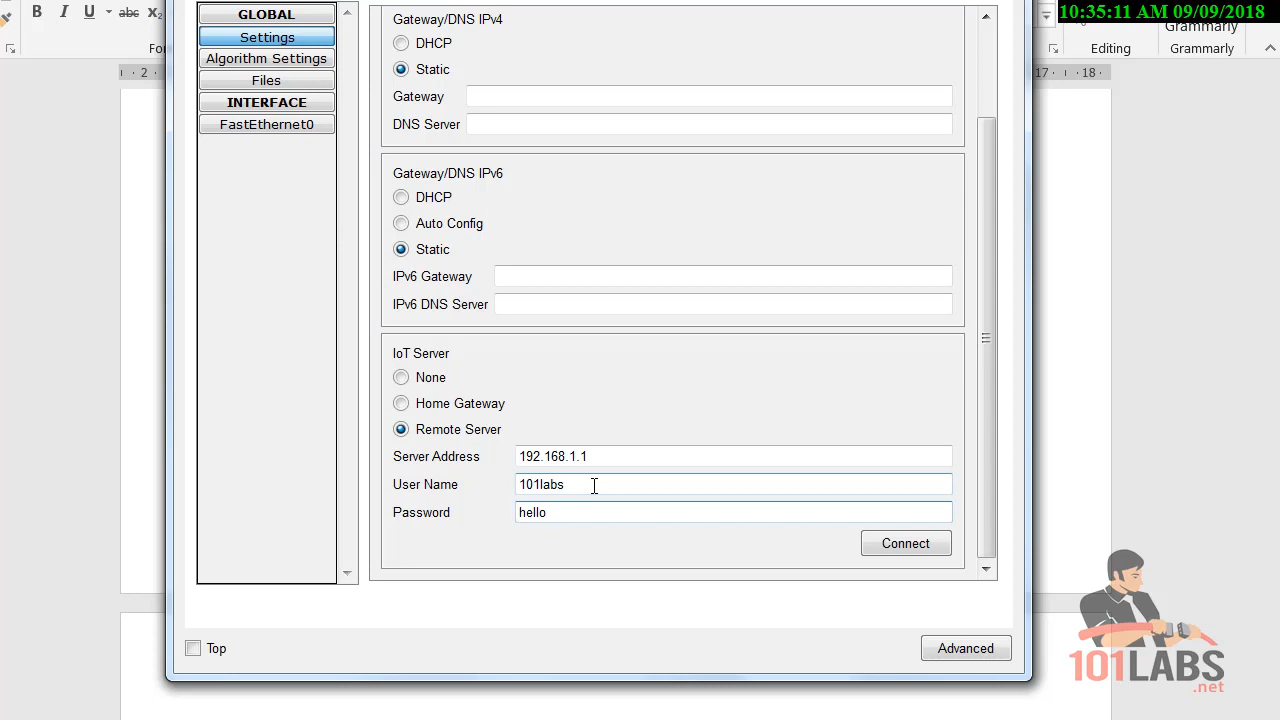 B I U abc X₂
10:35:11 AM 09/09/2018
Grammarly
Fo
Editing
Grammarly
2
17 18
GLOBAL
Settings
Algorithm Settings
Files
INTERFACE
FastEthernet0
Gateway/DNS IPv4
DHCP
Static
Gateway
DNS Server
Gateway/DNS IPv6
DHCP
Auto Config
Static
IPv6 Gateway
IPv6 DNS Server
IoT Server
None
Home Gateway
Remote Server
Server Address 192.168.1.1
User Name 101labs
Password hello
Connect
Top
Advanced
101LABS
.net